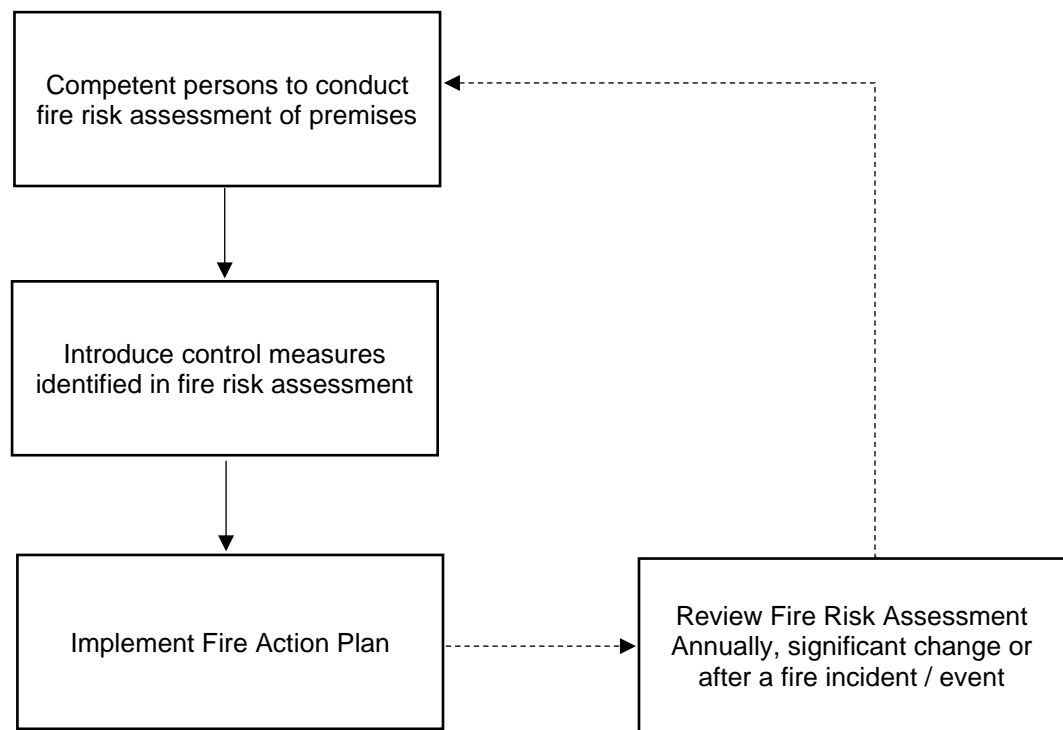 Competent persons to conduct
fire risk assessment of premises
Introduce control measures
identified in fire risk assessment
Implement Fire Action Plan
Review Fire Risk Assessment
Annually, significant change or
after a fire incident / event